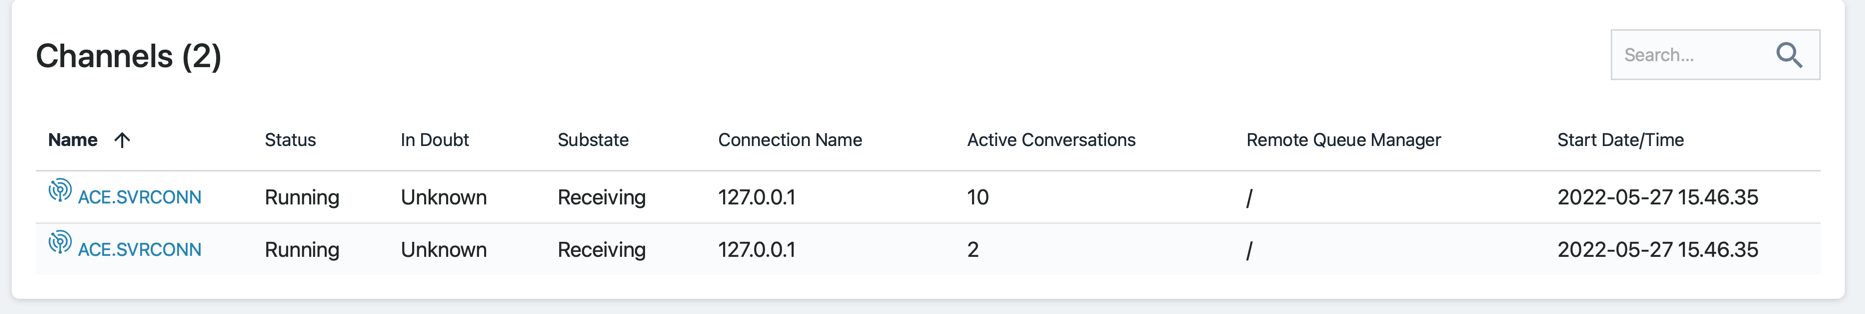 Channels (2)
Search...
Name ↑ Status In Doubt Substate Connection Name Active Conversations Remote Queue Manager Start Date/Time
ACE.SVRCONN Running Unknown Receiving 127.0.0.1 10 / 2022-05-27 15.46.35
ACE.SVRCONN Running Unknown Receiving 127.0.0.1 2 / 2022-05-27 15.46.35